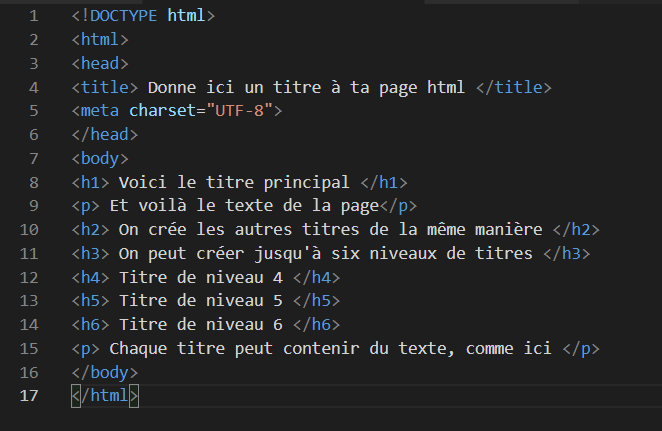 1 <!DOCTYPE html>
2 <html>
3 <head>
4 <title> Donne ici un titre à ta page html </title>
5 <meta charset="UTF-8">
6 </head>
7 <body>
8 <h1> Voici le titre principal </h1>
9 <p> Et voilà le texte de la page</p>
10 <h2> On crée les autres titres de la même manière </h2>
11 <h3> On peut créer jusqu'à six niveaux de titres </h3>
12 <h4> Titre de niveau 4 </h4>
13 <h5> Titre de niveau 5 </h5>
14 <h6> Titre de niveau 6 </h6>
15 <p> Chaque titre peut contenir du texte, comme ici </p>
16 </body>
17 </html>